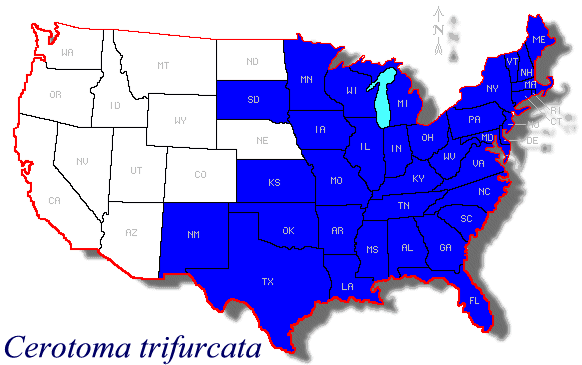 N
WA
MT
ND
MN
ME
VT
NH
OR
ID
SD
WI
MI
NY
MA
RI
CT
WY
IA
PA
NJ
NE
OH
MD
DE
NV
UT
CO
IL
IN
WV
VA
KS
MO
KY
CA
NC
TN
AZ
NM
OK
AR
SC
MS
AL
GA
TX
LA
FL
Cerotoma trifurcata